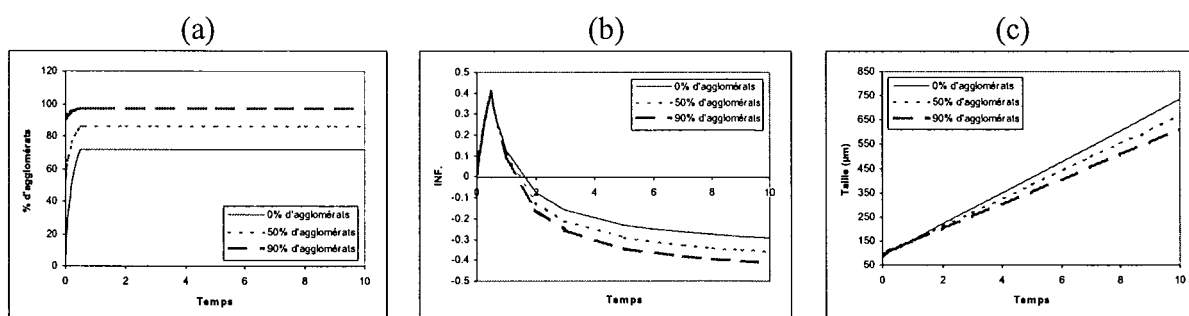 (a)
120
100
80
60
40
20
0
% d'agglomérats
0 2 4 6 8 10
Temps
0% d'agglomérats
50% d'agglomérats
90% d'agglomérats
(b)
0.5
0.4
0.3
0.2
0.1
0
-0.1
-0.2
-0.3
-0.4
-0.5
INF.
0 2 4 6 8 10
Temps
0% d'agglomérats
50% d'agglomérats
90% d'agglomérats
(c)
850
750
650
550
450
350
250
150
50
Taille (µm)
0 2 4 6 8 10
Temps
0% d'agglomérats
50% d'agglomérats
90% d'agglomérats